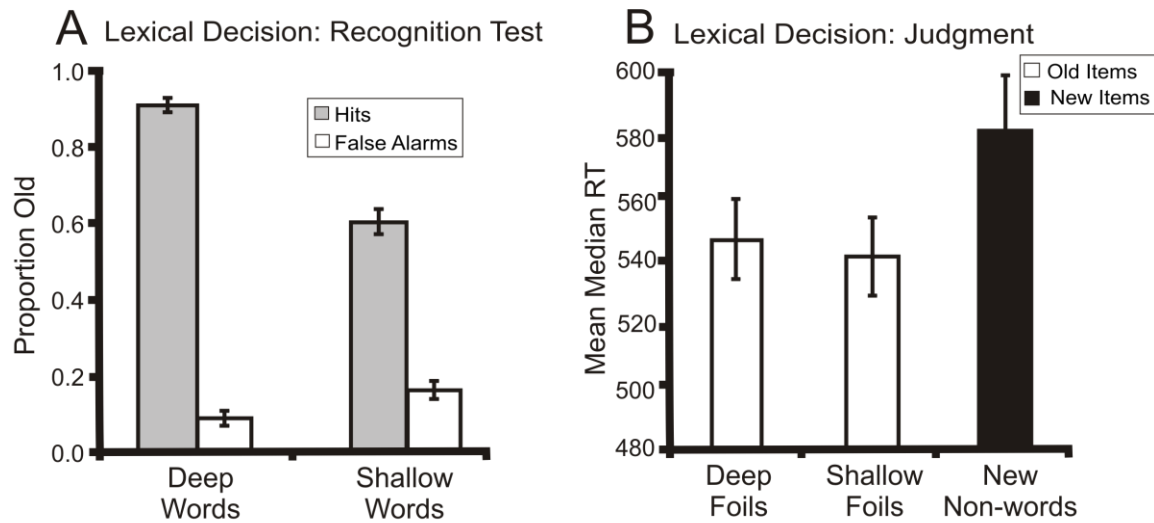 A Lexical Decision: Recognition Test
Proportion Old
1.0
0.8
0.6
0.4
0.2
0.0
Hits
False Alarms
Deep
Words
Shallow
Words
B Lexical Decision: Judgment
Mean Median RT
600
580
560
540
520
500
480
Old Items
New Items
Deep
Foils
Shallow
Foils
New
Non-words